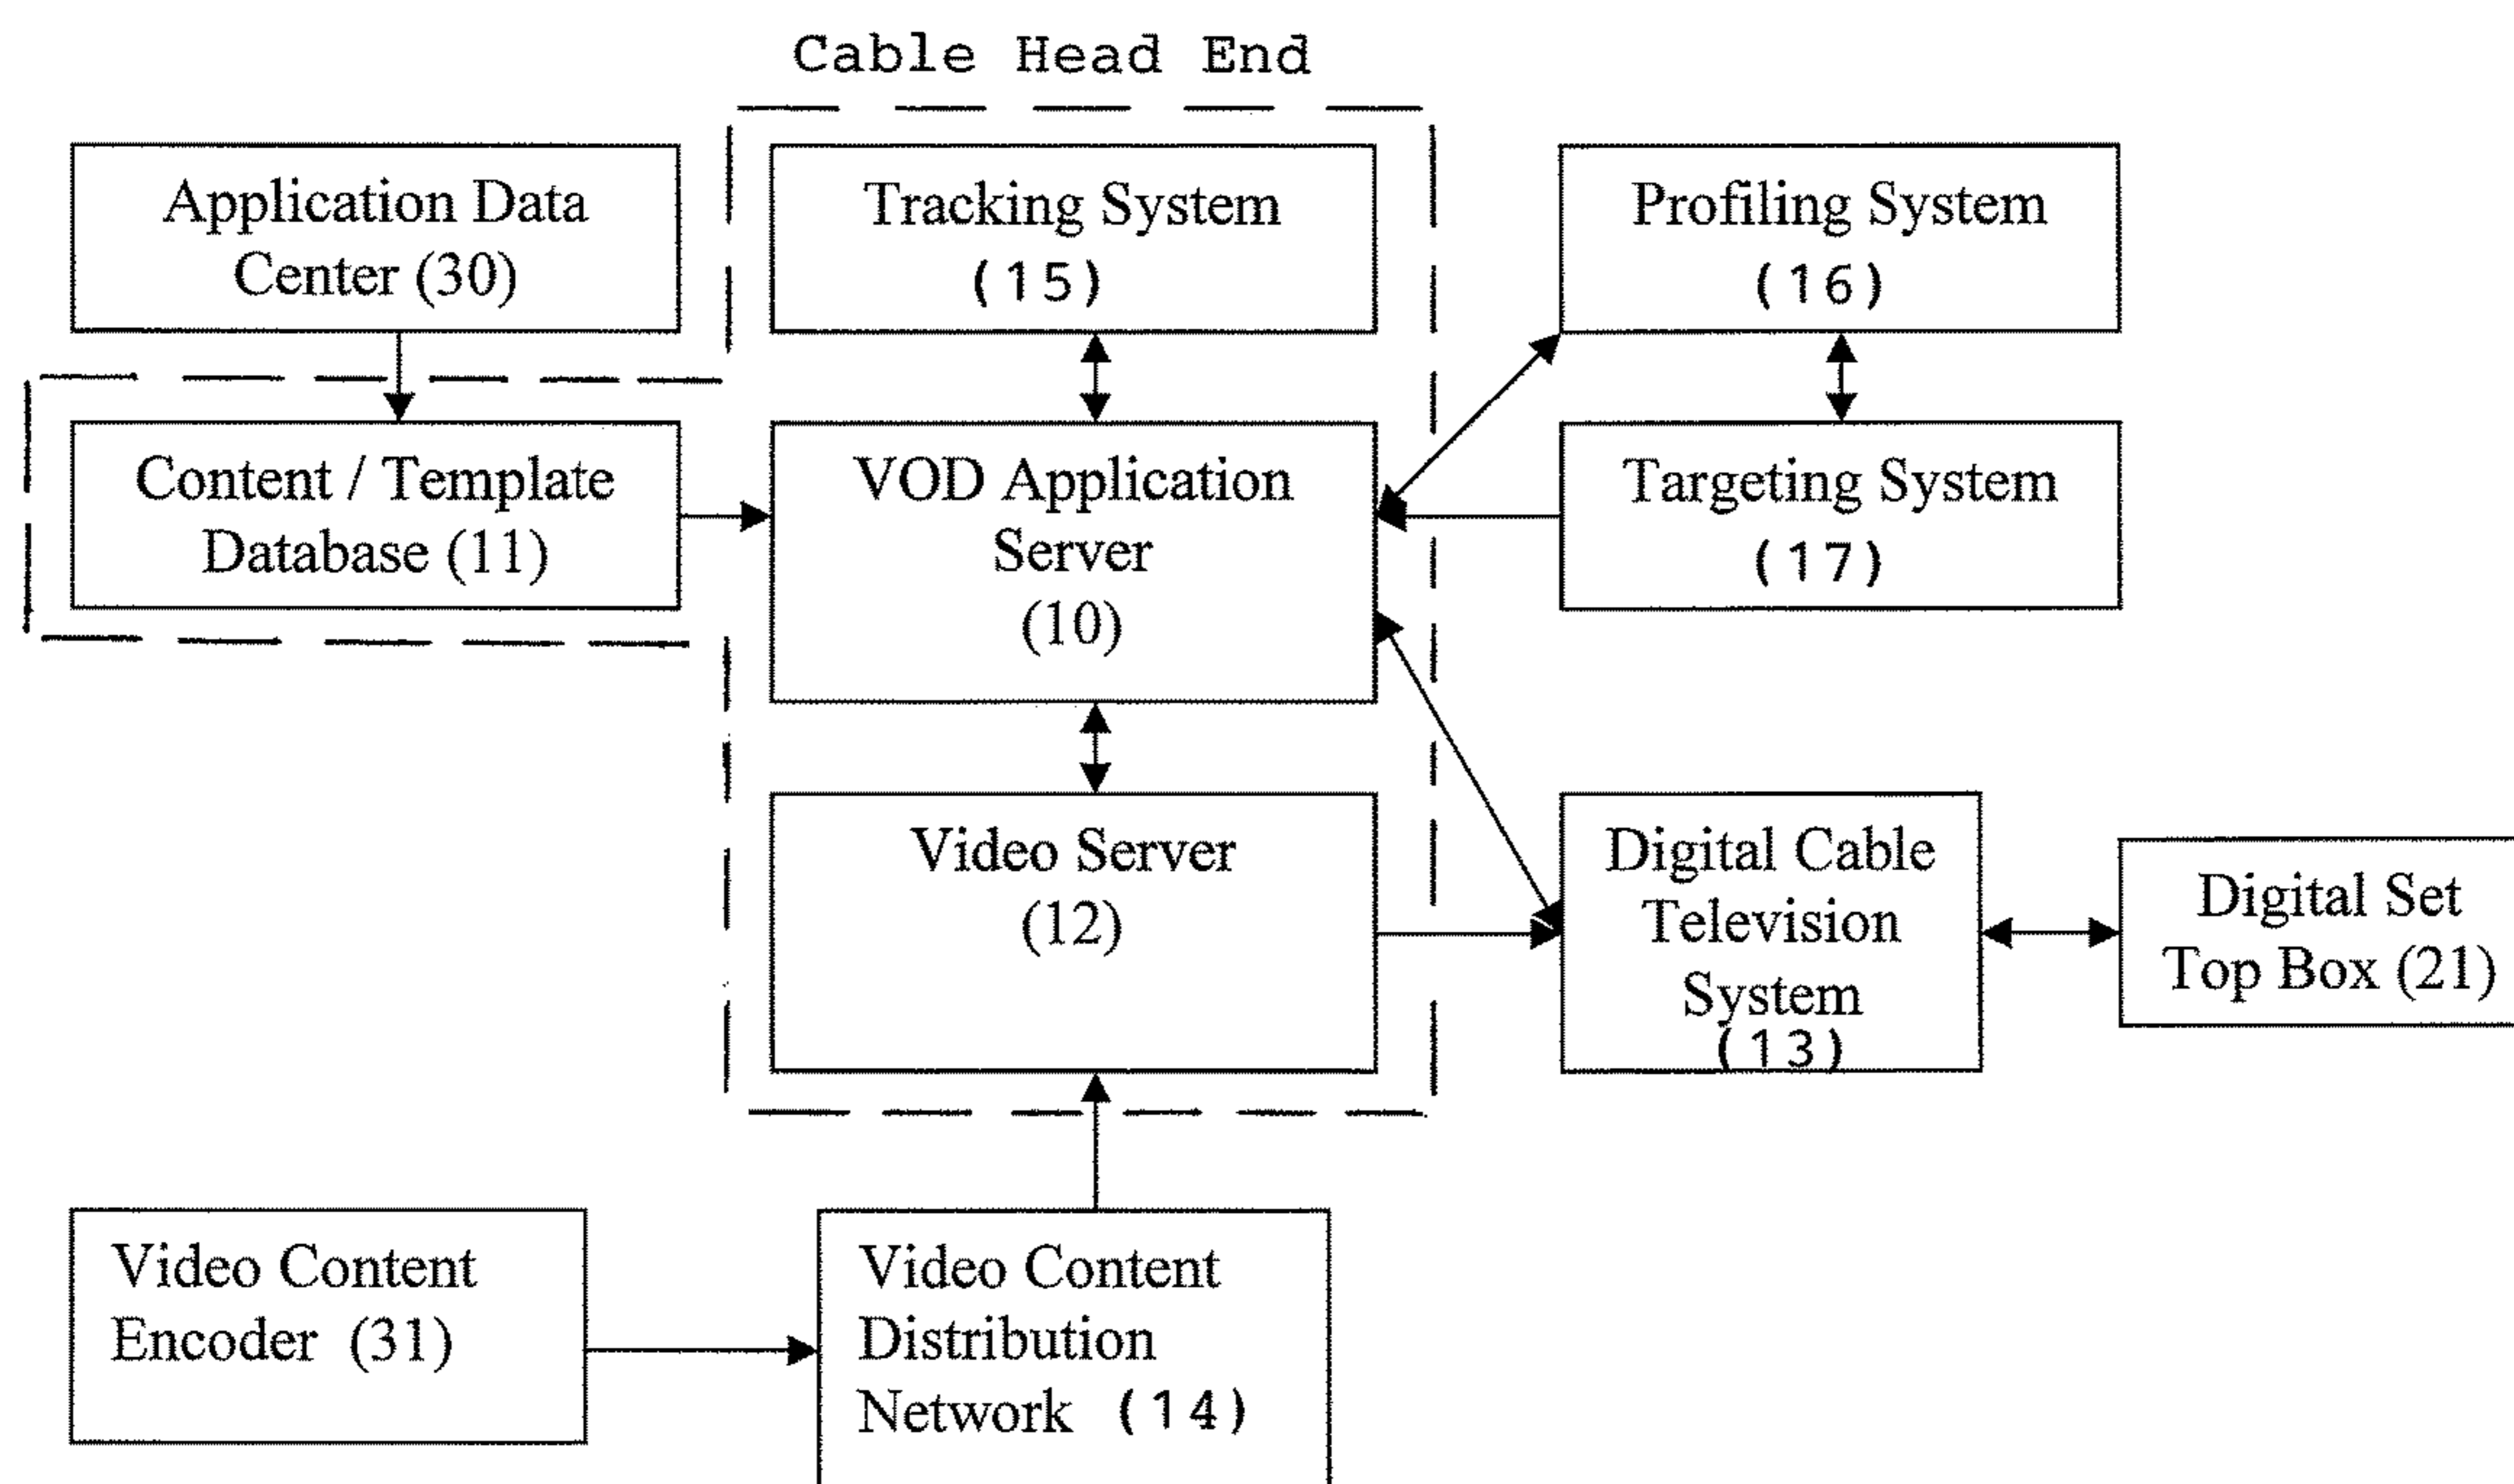 Cable Head End
Application Data
Center (30)
Tracking System
(15)
Profiling System
(16)
Content / Template
Database (11)
VOD Application
Server
(10)
Targeting System
(17)
Video Server
(12)
Digital Cable
Television
System
(13)
Digital Set
Top Box (21)
Video Content
Encoder (31)
Video Content
Distribution
Network (14)